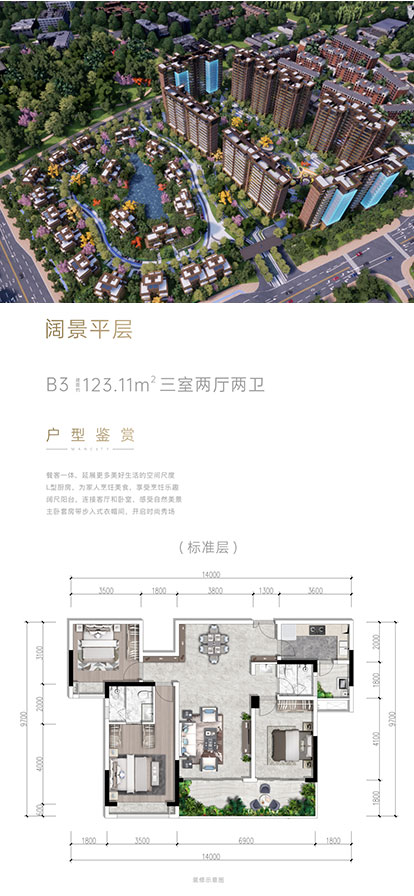 阔景平层
B3 建面约 123.11m² 三室两厅两卫
户型鉴赏
餐客一体，延展更多美好生活的空间尺度
L型厨房，为家人烹饪美食，享受烹饪乐趣
阔尺阳台，连接客厅和卧室，感受自然美景
主卧套房带步入式衣帽间，开启时尚秀场
（标准层）
14000
3500 1800 3800 1300 3600
9700 3100 2000 4000 600
2000 1800 4100 1800 9700
1800 3500 6900 1800
14000
装修示意图